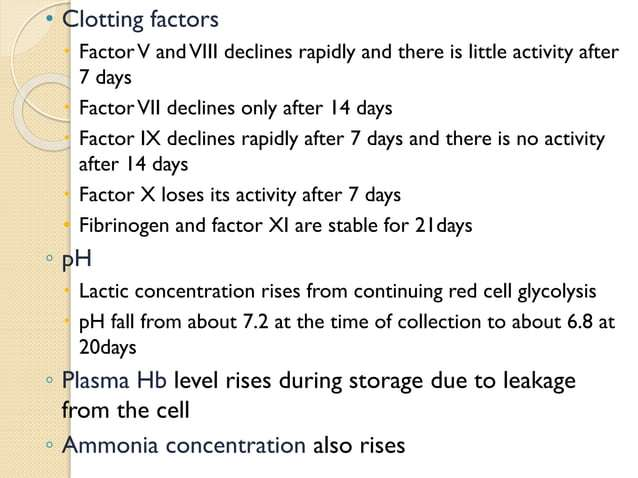 Clotting factors
Factor V and VIII declines rapidly and there is little activity after
7 days
Factor VII declines only after 14 days
Factor IX declines rapidly after 7 days and there is no activity
after 14 days
Factor X loses its activity after 7 days
Fibrinogen and factor XI are stable for 21days
pH
Lactic concentration rises from continuing red cell glycolysis
pH fall from about 7.2 at the time of collection to about 6.8 at
20days
Plasma Hb level rises during storage due to leakage
from the cell
Ammonia concentration also rises